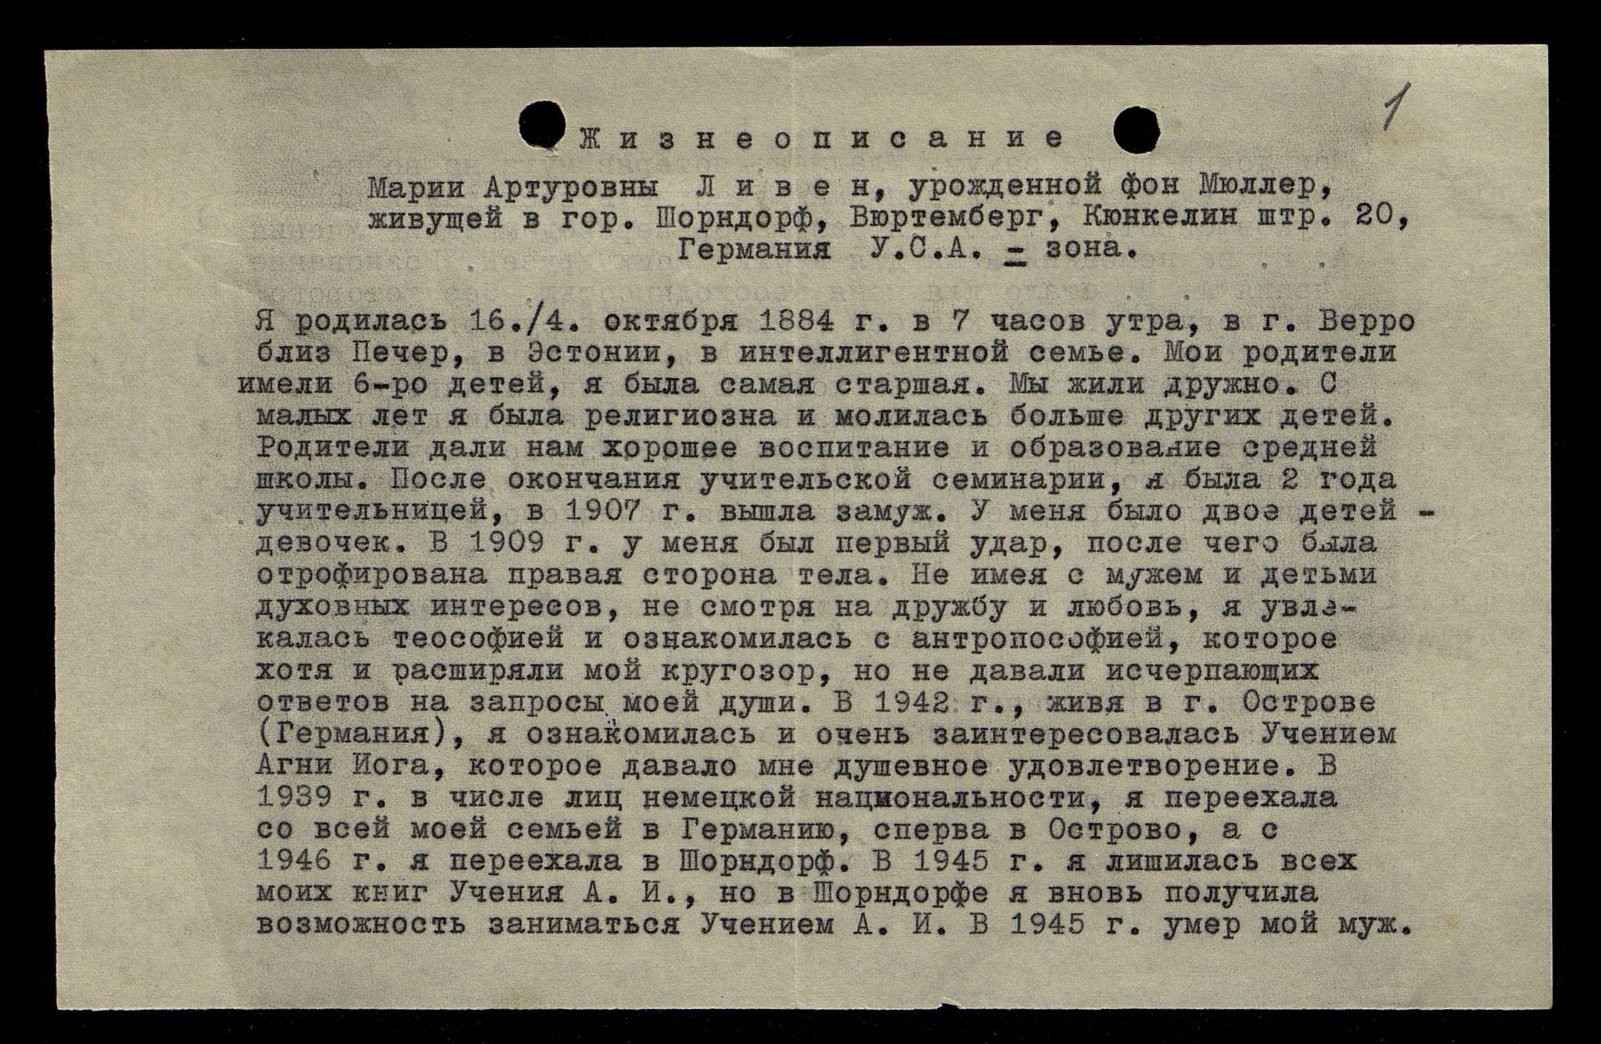 1
Жизнеописание
Марии Артуровны Ливен, урожденной фон Мюллер,
живущей в гор. Шорндорф, Вюртемберг, Кюнкелин штр. 20,
Германия У.С.А. - зона.
Я родилась 16./4. октября 1884 г. в 7 часов утра, в г. Верро
близ Печер, в Эстонии, в интеллигентной семье. Мои родители
имели 6-ро детей, я была самая старшая. Мы жили дружно. С
малых лет я была религиозна и молилась больше других детей.
Родители дали нам хорошее воспитание и образование средней
школы. После окончания учительской семинарии, я была 2 года
учительницей, в 1907 г. вышла замуж. У меня было двое детей -
девочек. В 1909 г. у меня был первый удар, после чего была
отрофирована правая сторона тела. Не имея с мужем и детьми
духовных интересов, не смотря на дружбу и любовь, я увле-
калась теософией и ознакомилась с антропософией, которое
хотя и расширяли мой кругозор, но не давали исчерпающих
ответов на запросы моей души. В 1942 г., живя в г. Острове
(Германия), я ознакомилась и очень заинтересовалась Учением
Агни Иога, которое давало мне душевное удовлетворение. В
1939 г. в числе лиц немецкой национальности, я переехала
со всей моей семьей в Германию, сперва в Острово, а с
1946 г. я переехала в Шорндорф. В 1945 г. я лишилась всех
моих книг Учения А. И., но в Шорндорфе я вновь получила
возможность заниматься Учением А. И. В 1945 г. умер мой муж.